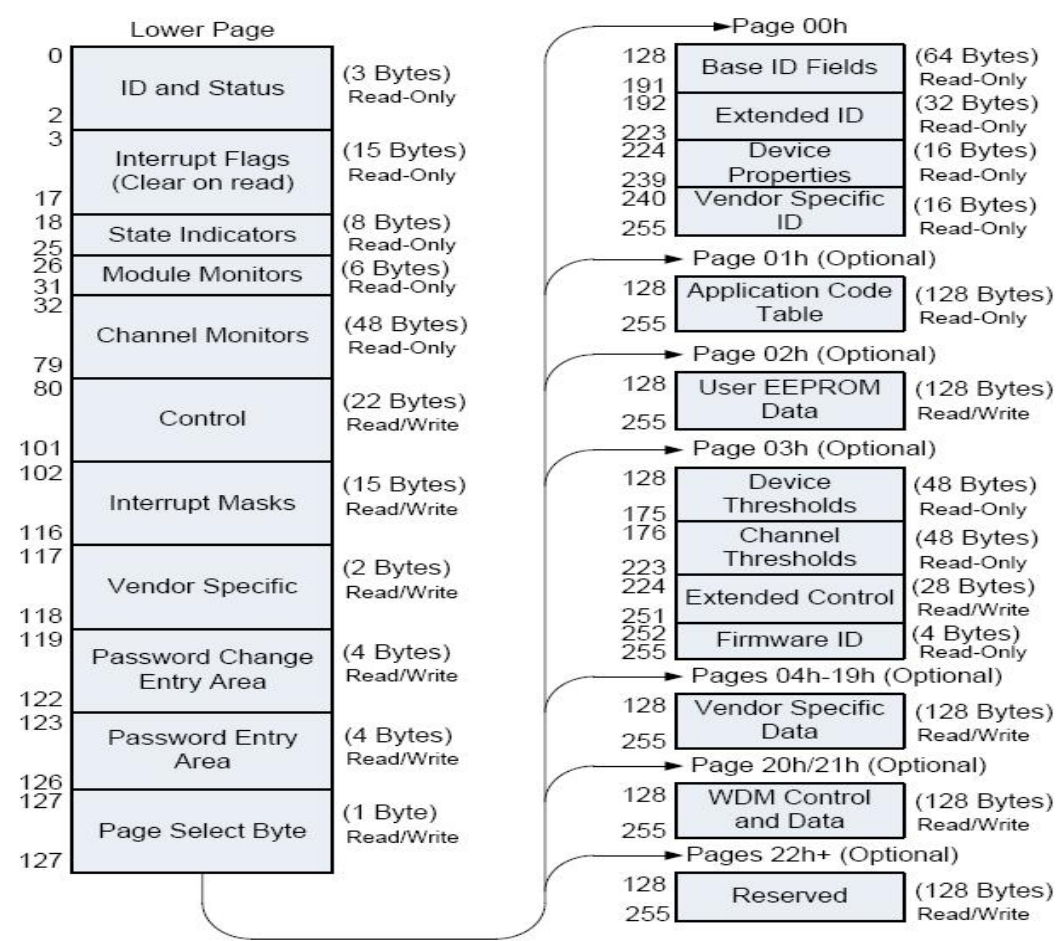 Lower Page
0
ID and Status
(3 Bytes)
Read-Only
2
3
Interrupt Flags
(Clear on read)
(15 Bytes)
Read-Only
17
18
State Indicators
(8 Bytes)
Read-Only
25
26
Module Monitors
(6 Bytes)
Read-Only
31
32
Channel Monitors
(48 Bytes)
Read-Only
79
80
Control
(22 Bytes)
Read/Write
101
102
Interrupt Masks
(15 Bytes)
Read/Write
116
117
Vendor Specific
(2 Bytes)
Read/Write
118
119
Password Change
Entry Area
(4 Bytes)
Read/Write
122
123
Password Entry
Area
(4 Bytes)
Read/Write
126
127
Page Select Byte
(1 Byte)
Read/Write
127
Page 00h
128
Base ID Fields
(64 Bytes)
Read-Only
191
192
Extended ID
(32 Bytes)
Read-Only
223
224
Device
Properties
(16 Bytes)
Read-Only
239
240
Vendor Specific
ID
(16 Bytes)
Read-Only
255
Page 01h (Optional)
128
Application Code
Table
(128 Bytes)
Read-Only
255
Page 02h (Optional)
128
User EEPROM
Data
(128 Bytes)
Read/Write
255
Page 03h (Optional)
128
Device
Thresholds
(48 Bytes)
Read-Only
175
176
Channel
Thresholds
(48 Bytes)
Read-Only
223
224
Extended Control
(28 Bytes)
Read/Write
251
252
Firmware ID
(4 Bytes)
Read-Only
255
Pages 04h-19h (Optional)
128
Vendor Specific
Data
(128 Bytes)
Read/Write
255
Page 20h/21h (Optional)
128
WDM Control
and Data
(128 Bytes)
Read/Write
255
Pages 22h+ (Optional)
128
Reserved
(128 Bytes)
Read/Write
255